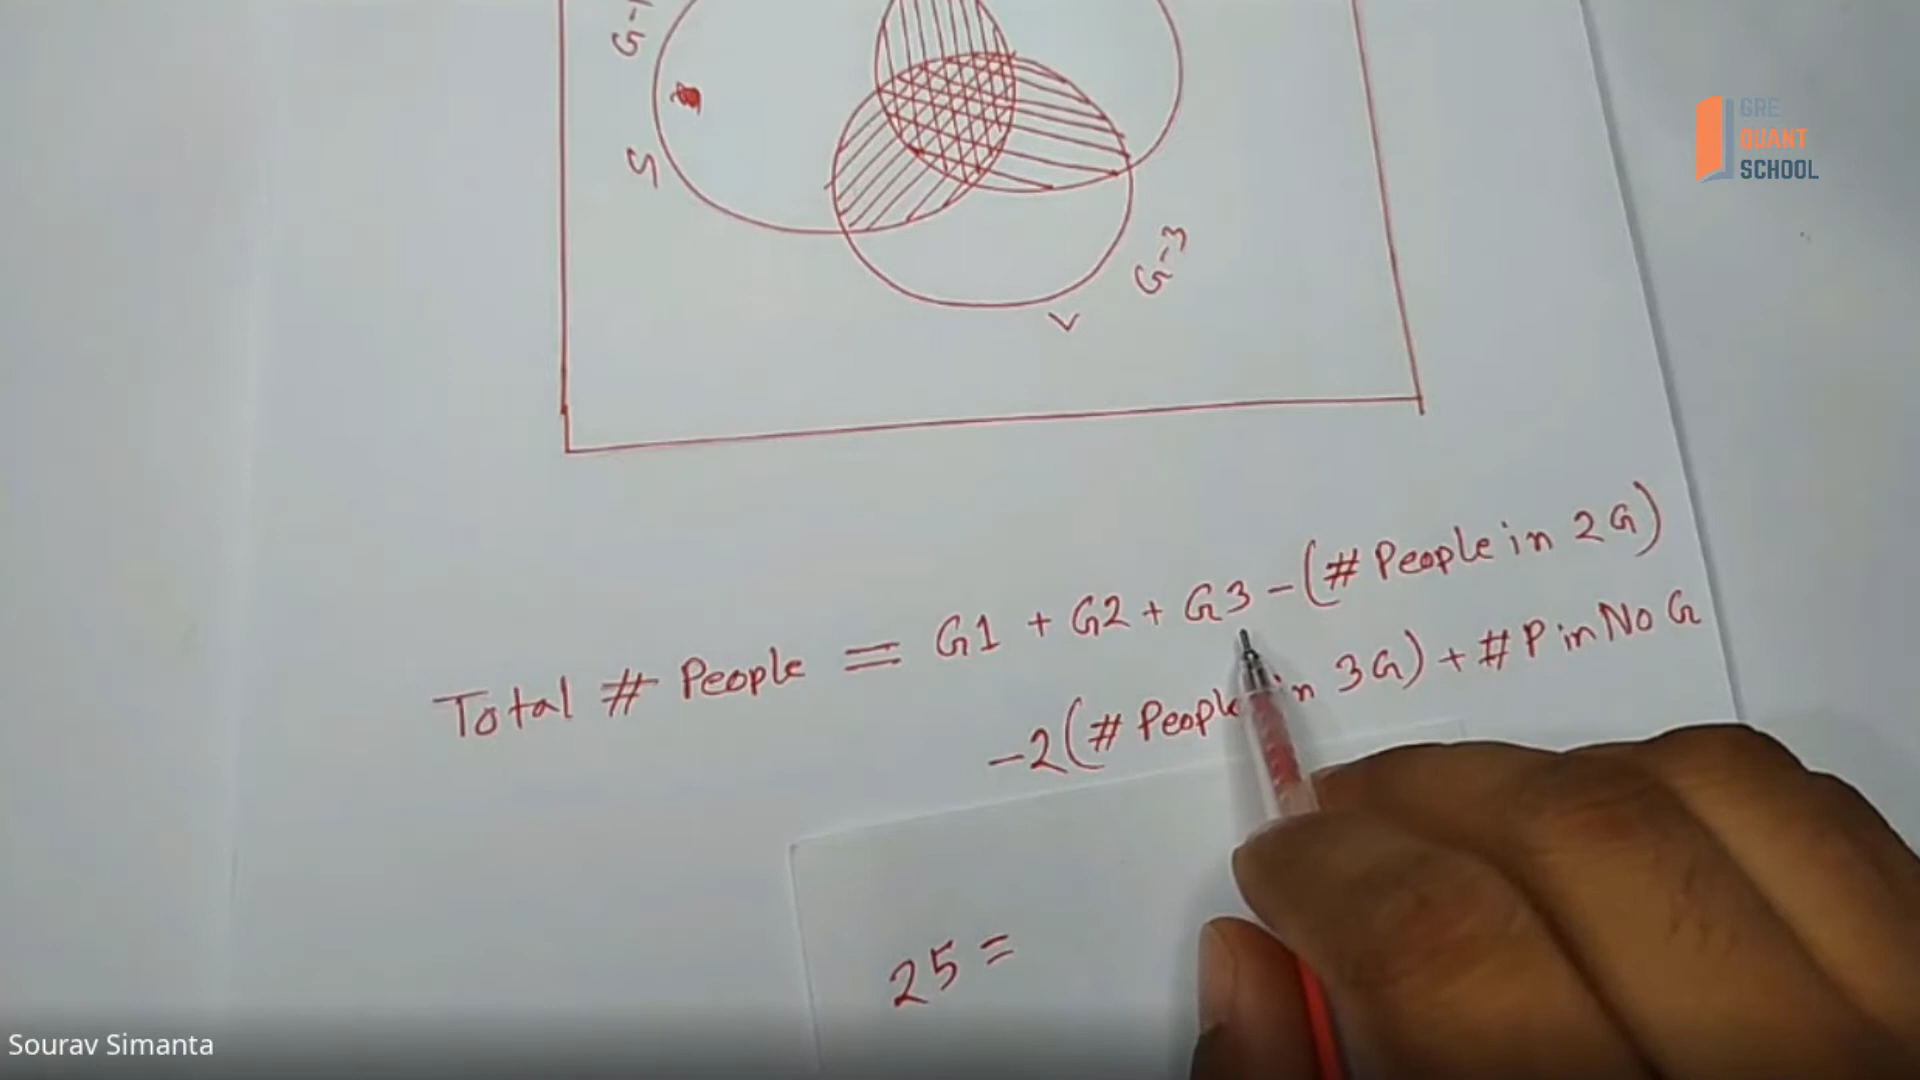 G-1
S
G-3
V
GRE
QUANT
SCHOOL
Total # People = G1 + G2 + G3 - (# People in 2G)
-2(# People in 3G) + # P in No G
25 =
Sourav Simanta